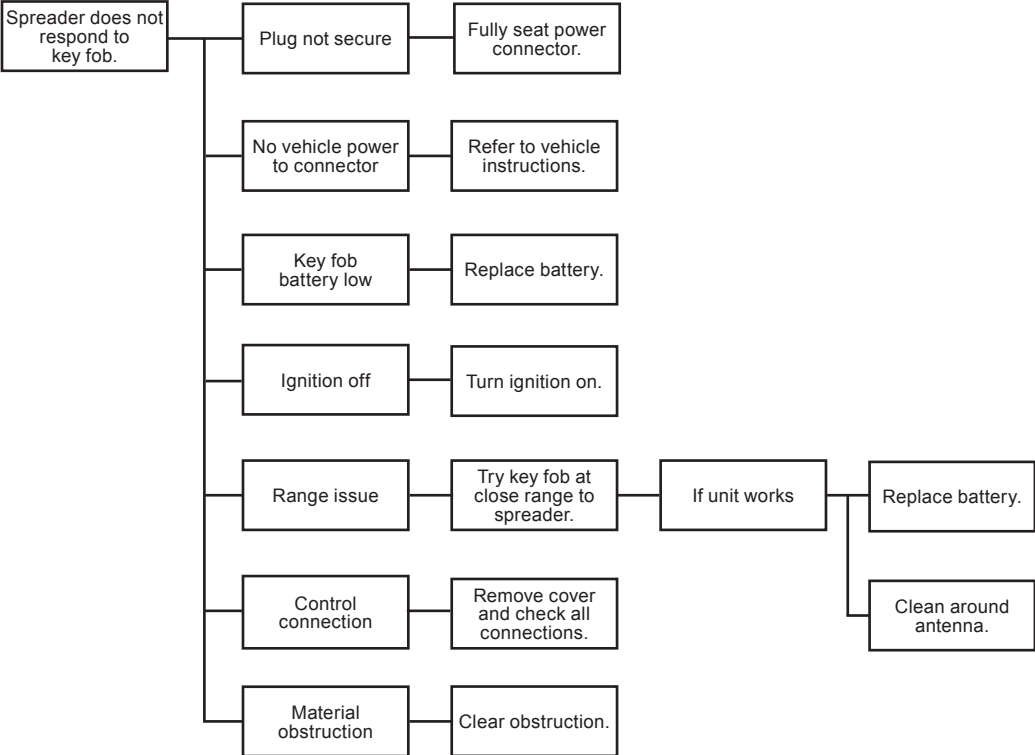 Spreader does not
respond to
key fob.
Plug not secure
Fully seat power
connector.
No vehicle power
to connector
Refer to vehicle
instructions.
Key fob
battery low
Replace battery.
Ignition off
Turn ignition on.
Range issue
Try key fob at
close range to
spreader.
If unit works
Replace battery.
Clean around
antenna.
Control
connection
Remove cover
and check all
connections.
Material
obstruction
Clear obstruction.